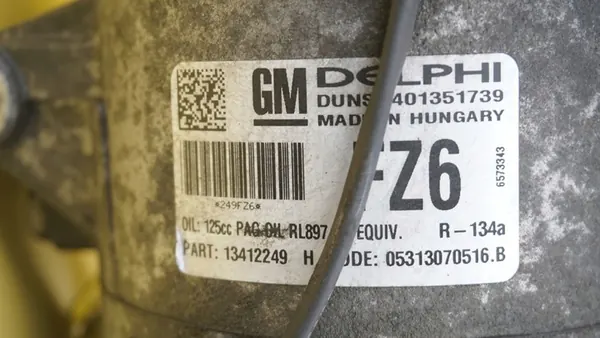 GM DELPHI
DUNS 401351739
MADE IN HUNGARY
FZ6
6573343
*249FZ6*
OIL: 125cc PAG OIL RL897 EQUIV. R-134a
PART: 13412249 H ODE: 05313070516.B